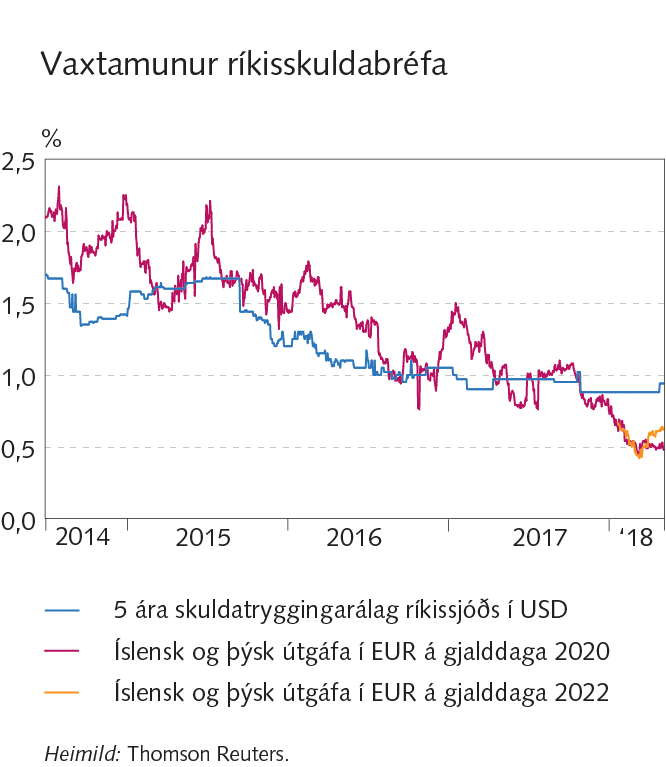 Vaxtamunur ríkisskuldabréfa
%
2,5
2,0
1,5
1,0
0,5
0,0
2014 2015 2016 2017 ‘18
5 ára skuldatryggingarálag ríkissjóðs í USD
Íslensk og þýsk útgáfa í EUR á gjalddaga 2020
Íslensk og þýsk útgáfa í EUR á gjalddaga 2022
Heimild: Thomson Reuters.